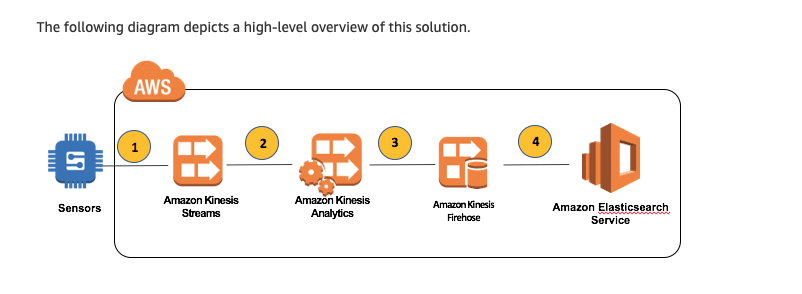 The following diagram depicts a high-level overview of this solution.
AWS
1
2
3
4
Sensors
Amazon Kinesis
Streams
Amazon Kinesis
Analytics
Amazon Kinesis
Firehose
Amazon Elasticsearch
Service